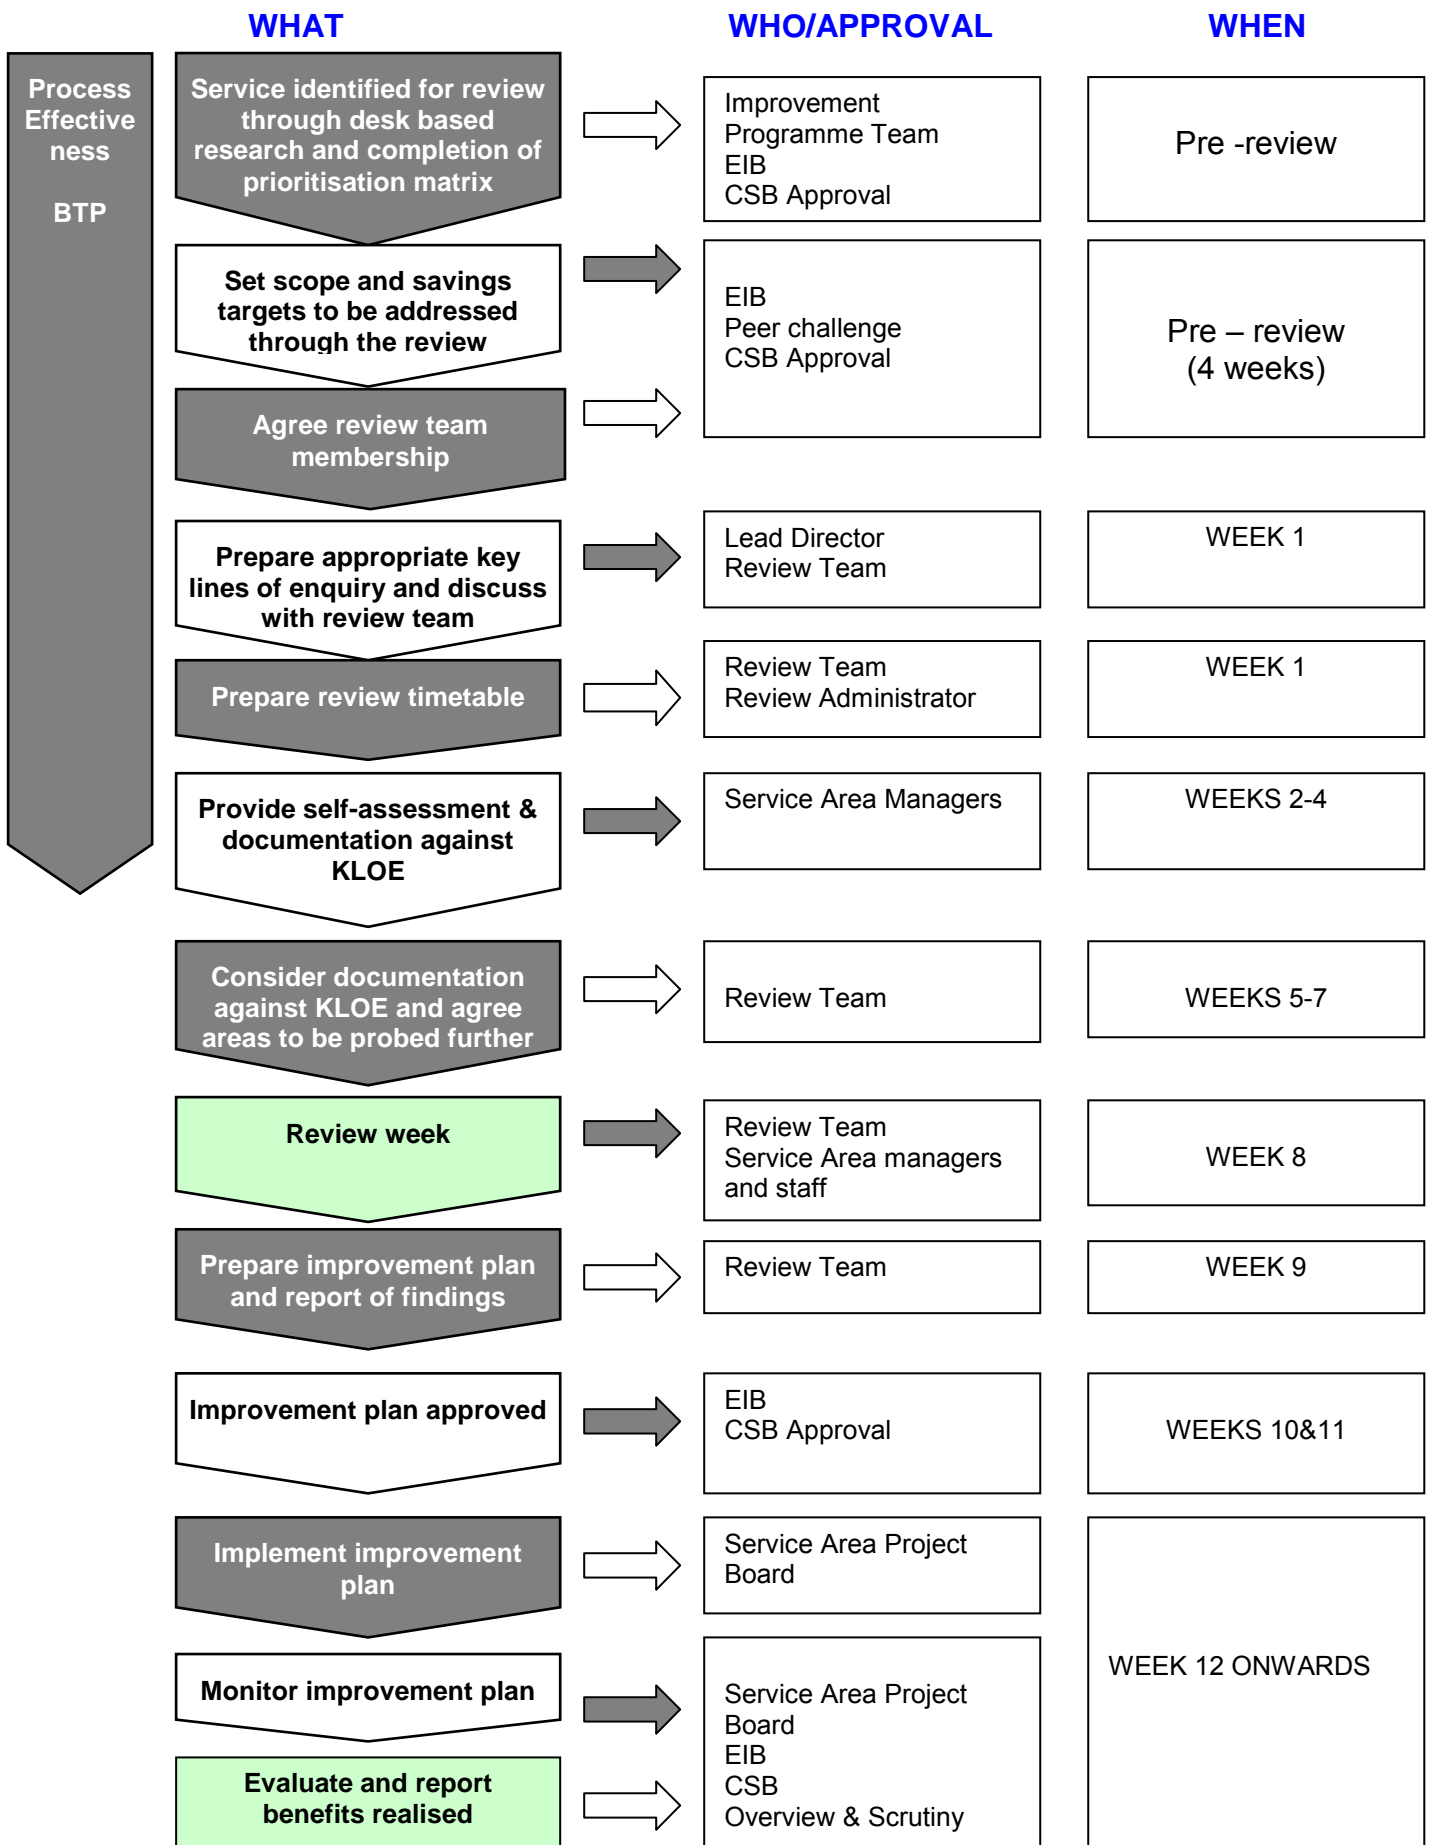 WHAT
WHO/APPROVAL
WHEN
Process
Effective
ness
BTP
Service identified for review
through desk based
research and completion of
prioritisation matrix
Improvement
Programme Team
EIB
CSB Approval
Pre -review
Set scope and savings
targets to be addressed
through the review
EIB
Peer challenge
CSB Approval
Pre – review
(4 weeks)
Agree review team
membership
Prepare appropriate key
lines of enquiry and discuss
with review team
Lead Director
Review Team
WEEK 1
Prepare review timetable
Review Team
Review Administrator
WEEK 1
Provide self-assessment &
documentation against
KLOE
Service Area Managers
WEEKS 2-4
Consider documentation
against KLOE and agree
areas to be probed further
Review Team
WEEKS 5-7
Review week
Review Team
Service Area managers
and staff
WEEK 8
Prepare improvement plan
and report of findings
Review Team
WEEK 9
Improvement plan approved
EIB
CSB Approval
WEEKS 10&11
Implement improvement
plan
Service Area Project
Board
WEEK 12 ONWARDS
Monitor improvement plan
Service Area Project
Board
EIB
CSB
Overview & Scrutiny
Evaluate and report
benefits realised